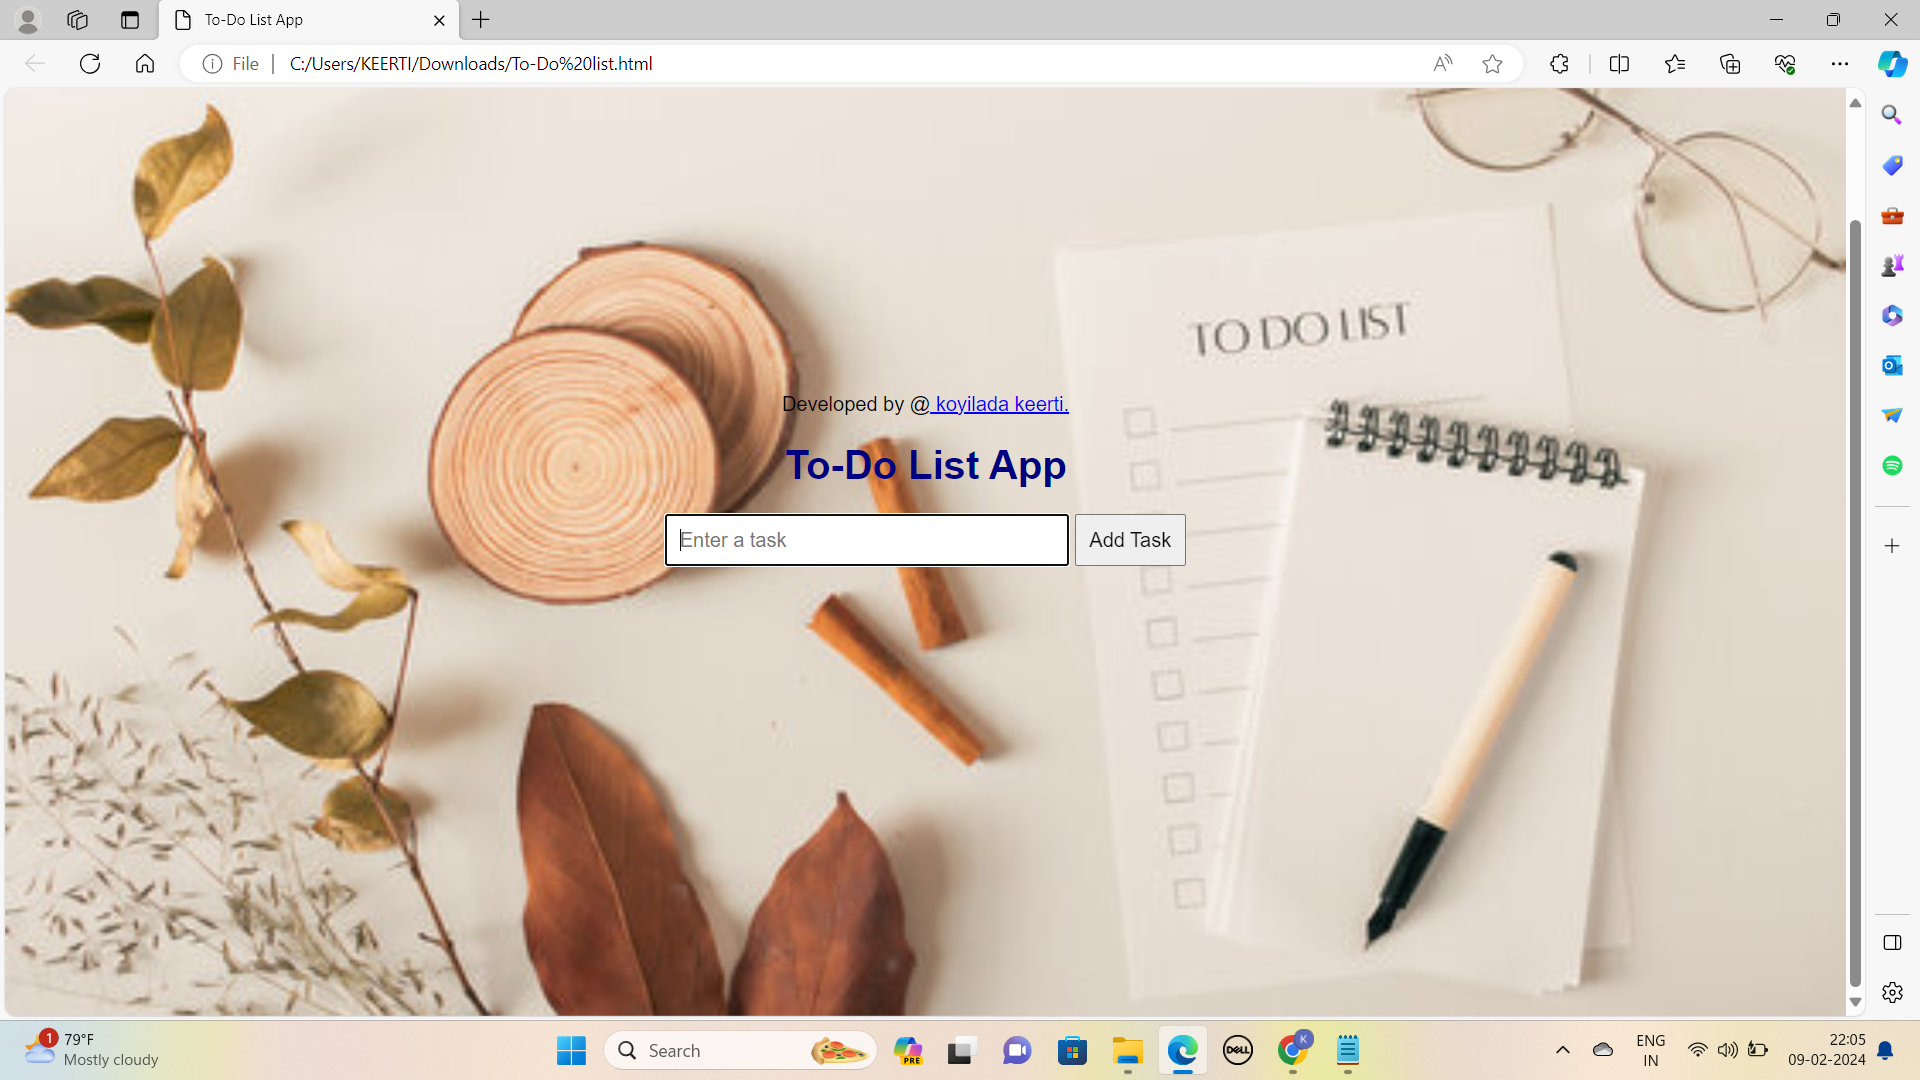 To-Do List App
File
C:/Users/KEERTI/Downloads/To-Do%20list.html
TO DO LIST
Developed by @ koyilada keerti.
To-Do List App
Enter a task
Add Task
1
79°F
Mostly cloudy
Search
PRE
DELL
K
ENG
IN
22:05
09-02-2024